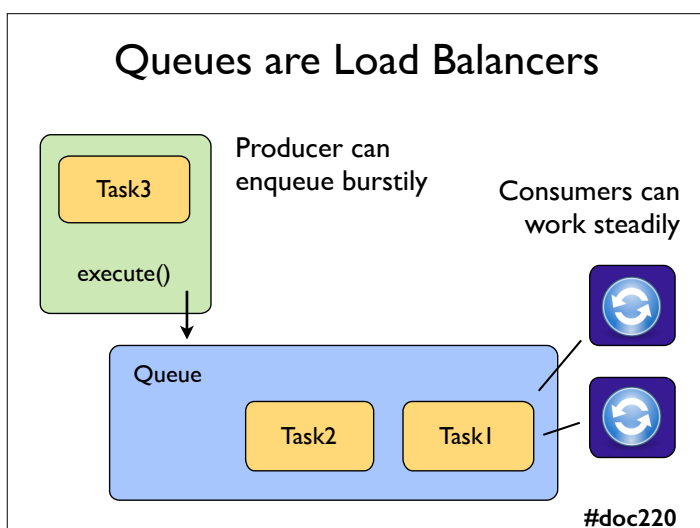 Queues are Load Balancers
Producer can
enqueue burstily
Task3
execute()
Consumers can
work steadily
Queue
Task2
Task1
#doc220